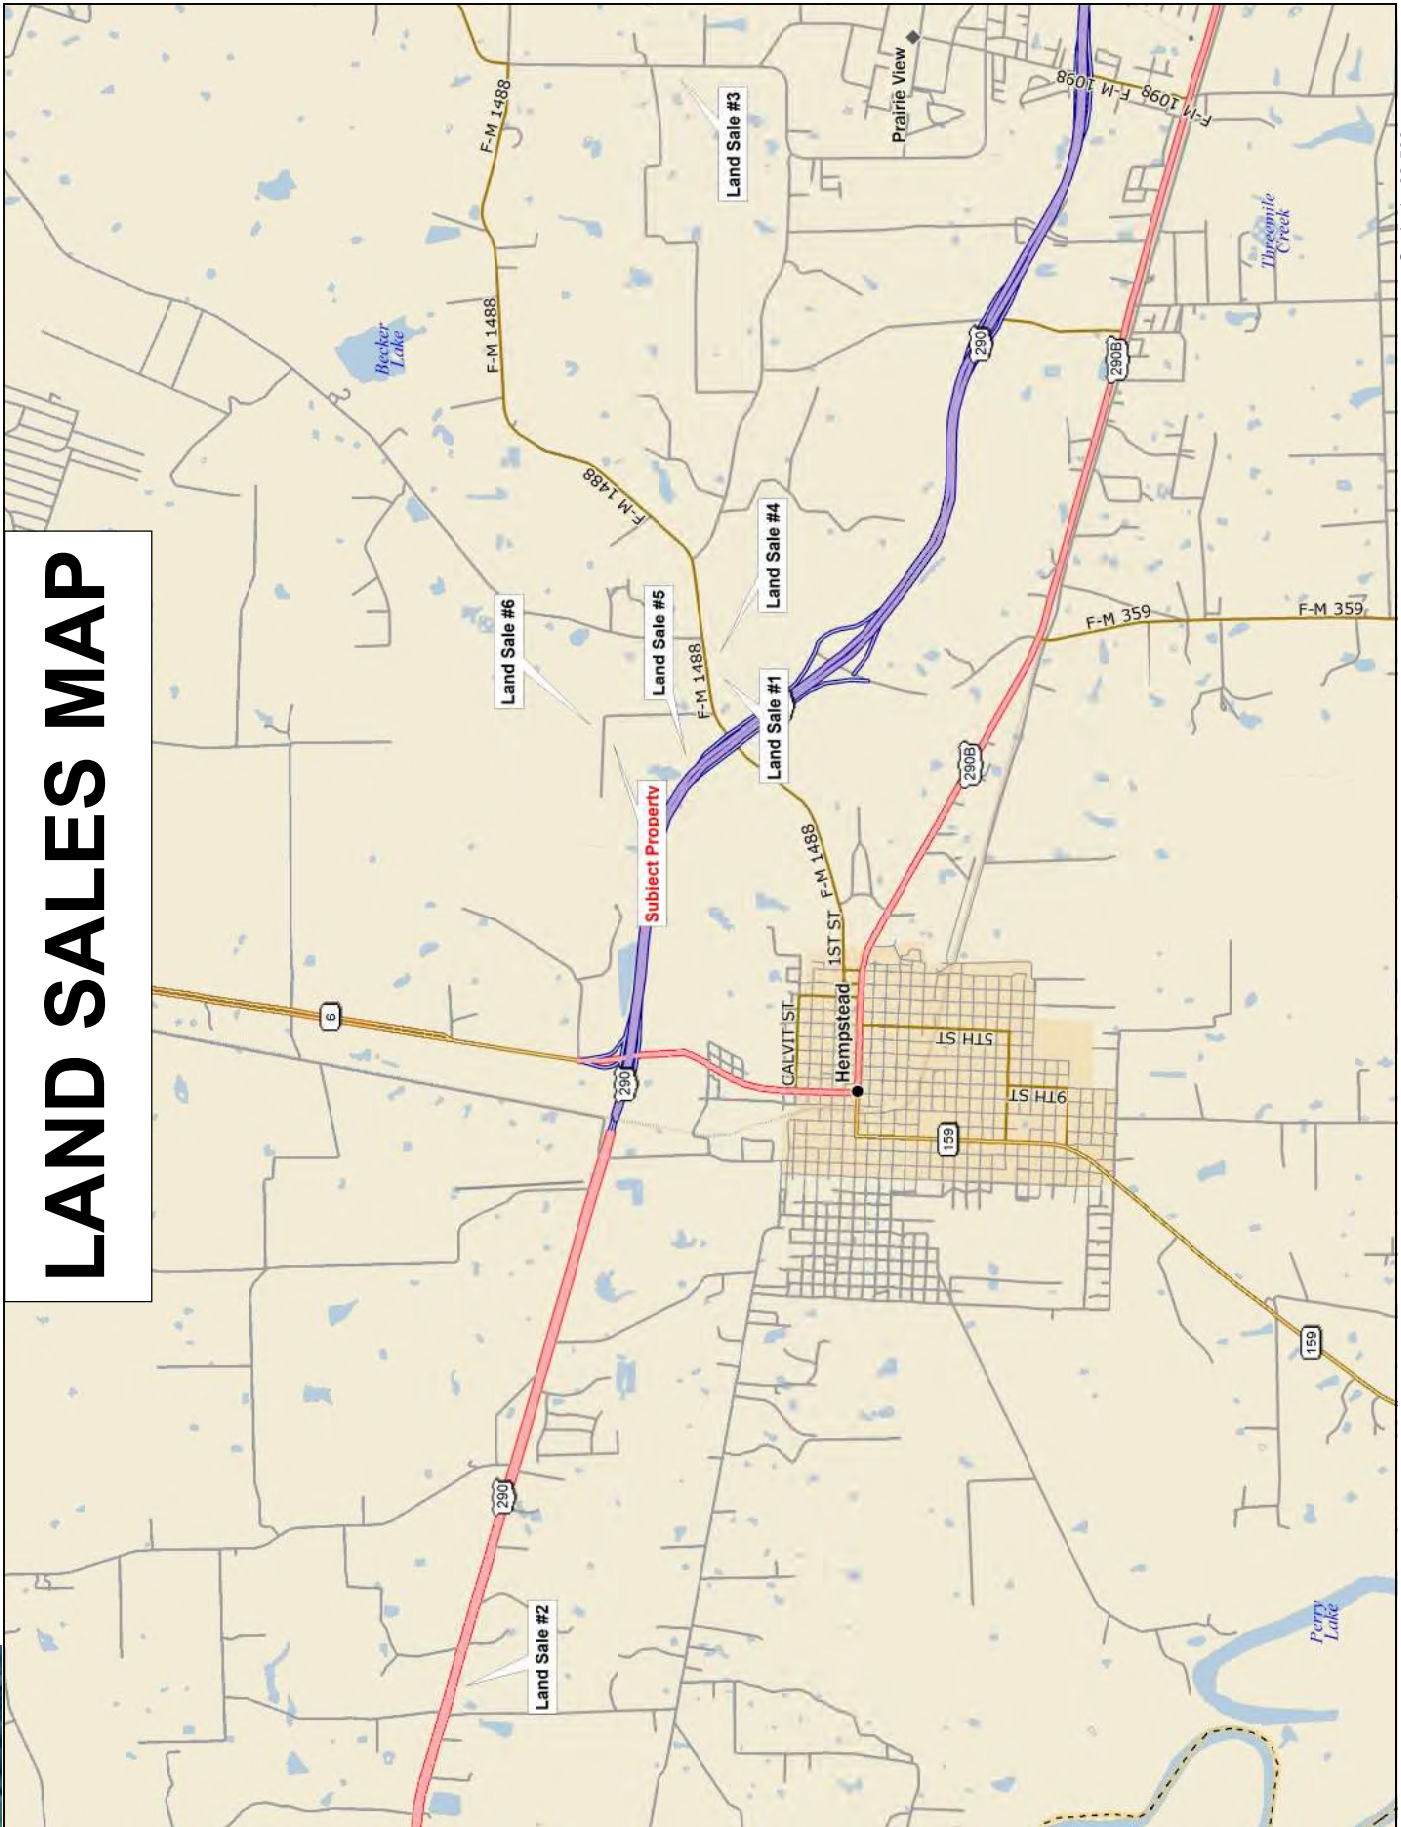 LAND SALES MAP
6
290
290
Land Sale #2
Subject Property
Land Sale #6
Land Sale #5
Land Sale #1
Land Sale #4
Land Sale #3
F-M 1488
F-M 1488
F-M 1488
F-M 1488
F-M 1488
Becker
Lake
Prairie View
F-M 1098
F-M 1098
290
290B
290B
Threemile
Creek
F-M 359
F-M 359
1ST ST
CALVIT ST
Hempstead
5TH ST
9TH ST
159
159
Perry
Lake